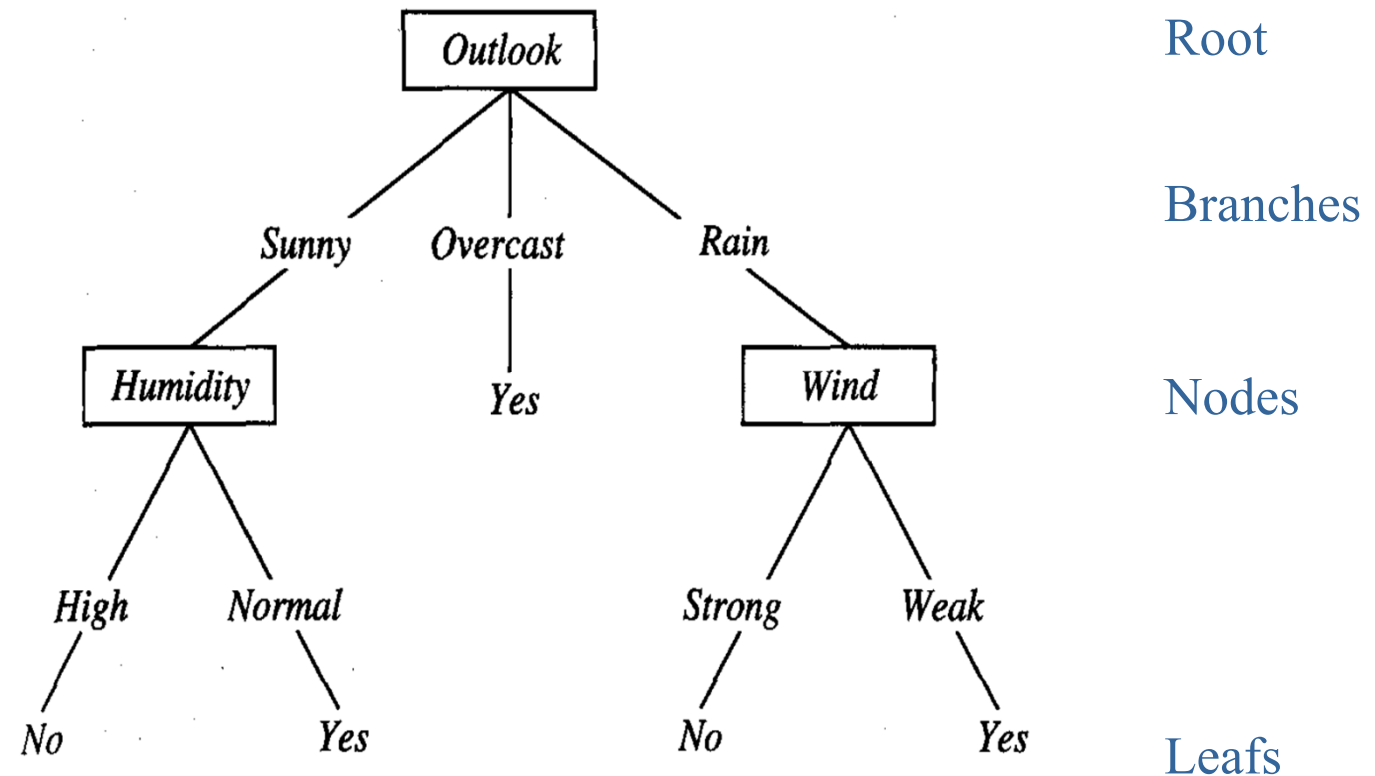 Outlook
Root
Branches
Sunny Overcast Rain
Humidity
Yes
Wind
Nodes
High Normal Strong Weak
No Yes No Yes
Leafs